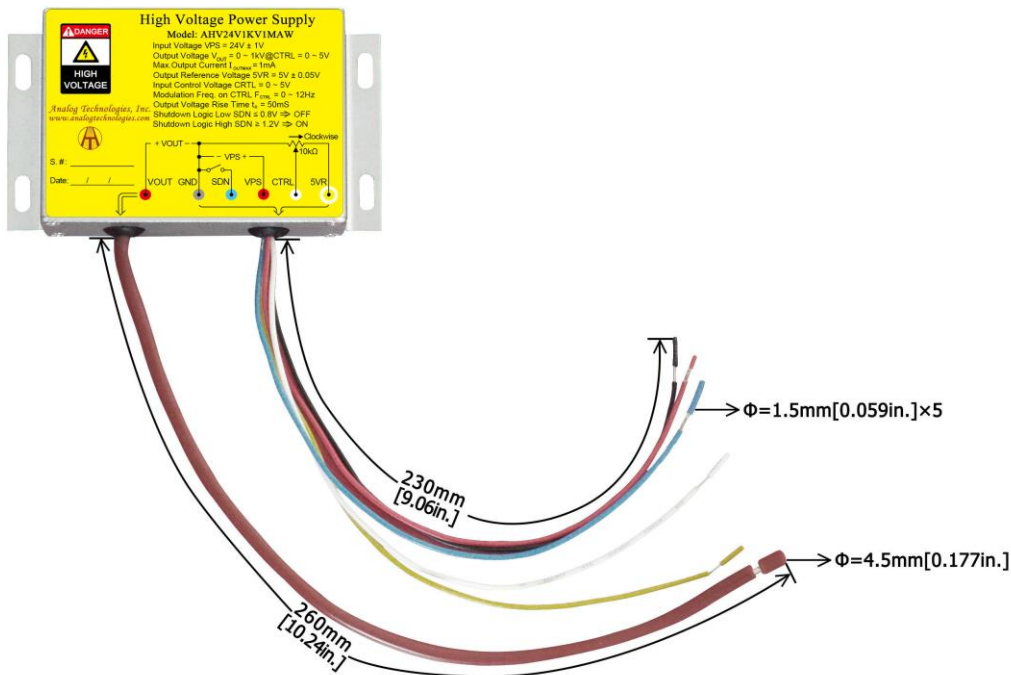 High Voltage Power Supply
Model: AHV24V1KV1MAW
DANGER
HIGH
VOLTAGE
Input Voltage VPS = 24V ± 1V
Output Voltage V_OUT = 0 ~ 1kV@CTRL = 0 ~ 5V
Max.Output Current I_OUTMAX = 1mA
Output Reference Voltage 5VR = 5V ± 0.05V
Input Control Voltage CRTL = 0 ~ 5V
Modulation Freq. on CTRL F_CTRL = 0 ~ 12Hz
Output Voltage Rise Time t_r = 50mS
Shutdown Logic Low SDN ≤ 0.8V ⇒ OFF
Shutdown Logic High SDN ≥ 1.2V ⇒ ON
Analog Technologies, Inc.
www.analogtechnologies.com
AT
S. #:
Date: / /
Clockwise
+ VOUT −
10kΩ
− VPS +
VOUT GND SDN VPS CTRL 5VR
Φ=1.5mm[0.059in.]×5
230mm
[9.06in.]
Φ=4.5mm[0.177in.]
260mm
[10.24in.]